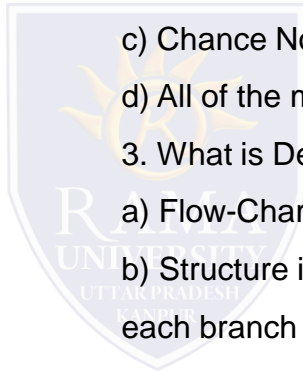 c) Chance No
d) All of the m
3. What is De
a) Flow-Char
b) Structure i
each branch
RAMA
UNIVERSITY
UTTAR PRADESH
KANPUR